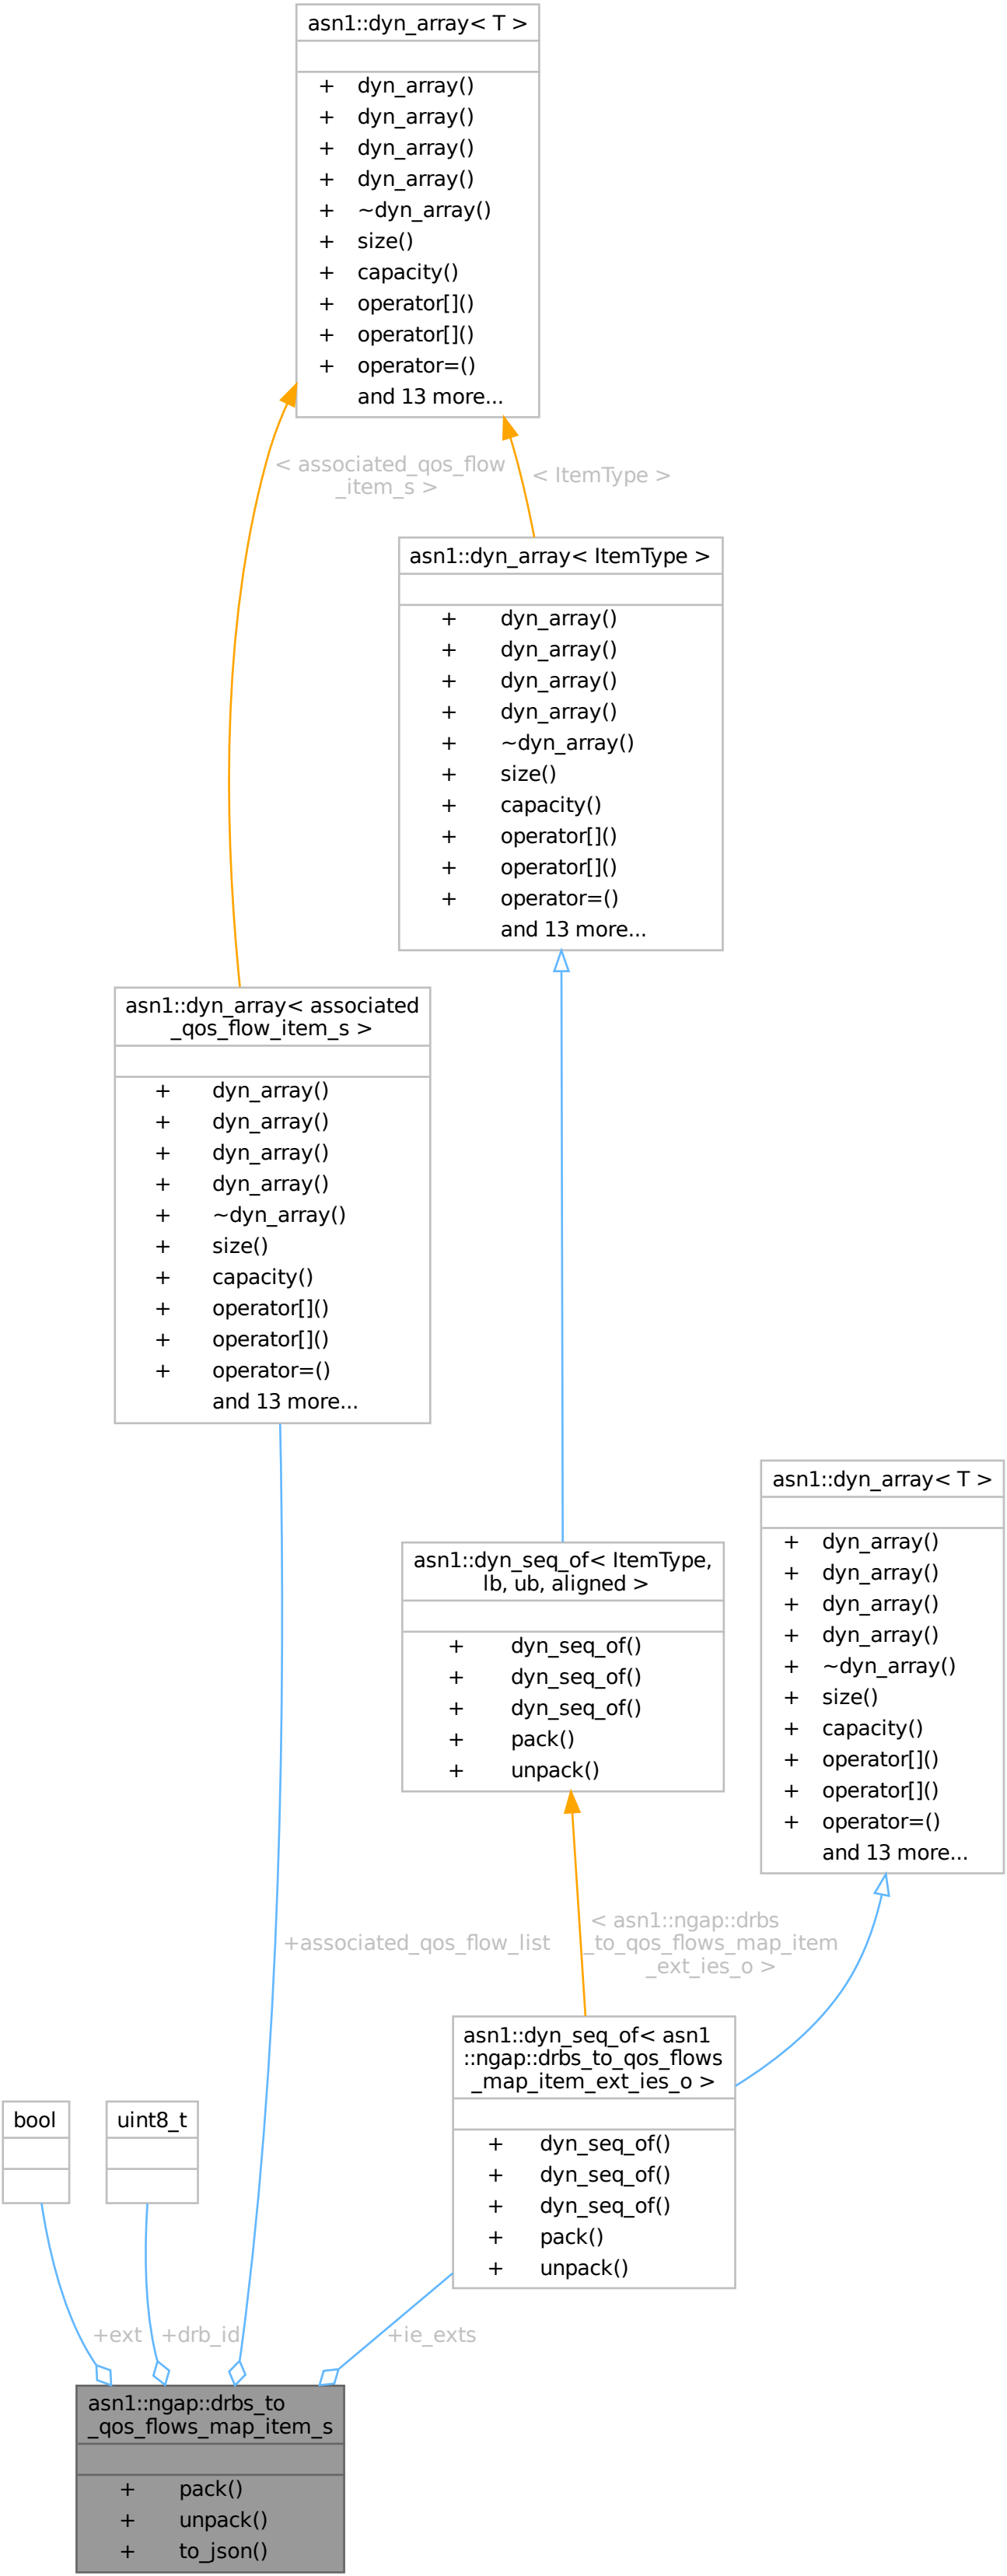 asn1::dyn_array< T >
+ dyn_array()
+ dyn_array()
+ dyn_array()
+ dyn_array()
+ ~dyn_array()
+ size()
+ capacity()
+ operator[]()
+ operator[]()
+ operator=()
and 13 more...
< associated_qos_flow
_item_s >
< ItemType >
asn1::dyn_array< ItemType >
+ dyn_array()
+ dyn_array()
+ dyn_array()
+ dyn_array()
+ ~dyn_array()
+ size()
+ capacity()
+ operator[]()
+ operator[]()
+ operator=()
and 13 more...
asn1::dyn_array< associated
_qos_flow_item_s >
+ dyn_array()
+ dyn_array()
+ dyn_array()
+ dyn_array()
+ ~dyn_array()
+ size()
+ capacity()
+ operator[]()
+ operator[]()
+ operator=()
and 13 more...
asn1::dyn_array< T >
+ dyn_array()
+ dyn_array()
+ dyn_array()
+ dyn_array()
+ ~dyn_array()
+ size()
+ capacity()
+ operator[]()
+ operator[]()
+ operator=()
and 13 more...
asn1::dyn_seq_of< ItemType,
lb, ub, aligned >
+ dyn_seq_of()
+ dyn_seq_of()
+ dyn_seq_of()
+ pack()
+ unpack()
< asn1::ngap::drbs
_to_qos_flows_map_item
_ext_ies_o >
+associated_qos_flow_list
asn1::dyn_seq_of< asn1
::ngap::drbs_to_qos_flows
_map_item_ext_ies_o >
+ dyn_seq_of()
+ dyn_seq_of()
+ dyn_seq_of()
+ pack()
+ unpack()
bool
uint8_t
+ext
+drb_id
+ie_exts
asn1::ngap::drbs_to
_qos_flows_map_item_s
+ pack()
+ unpack()
+ to_json()